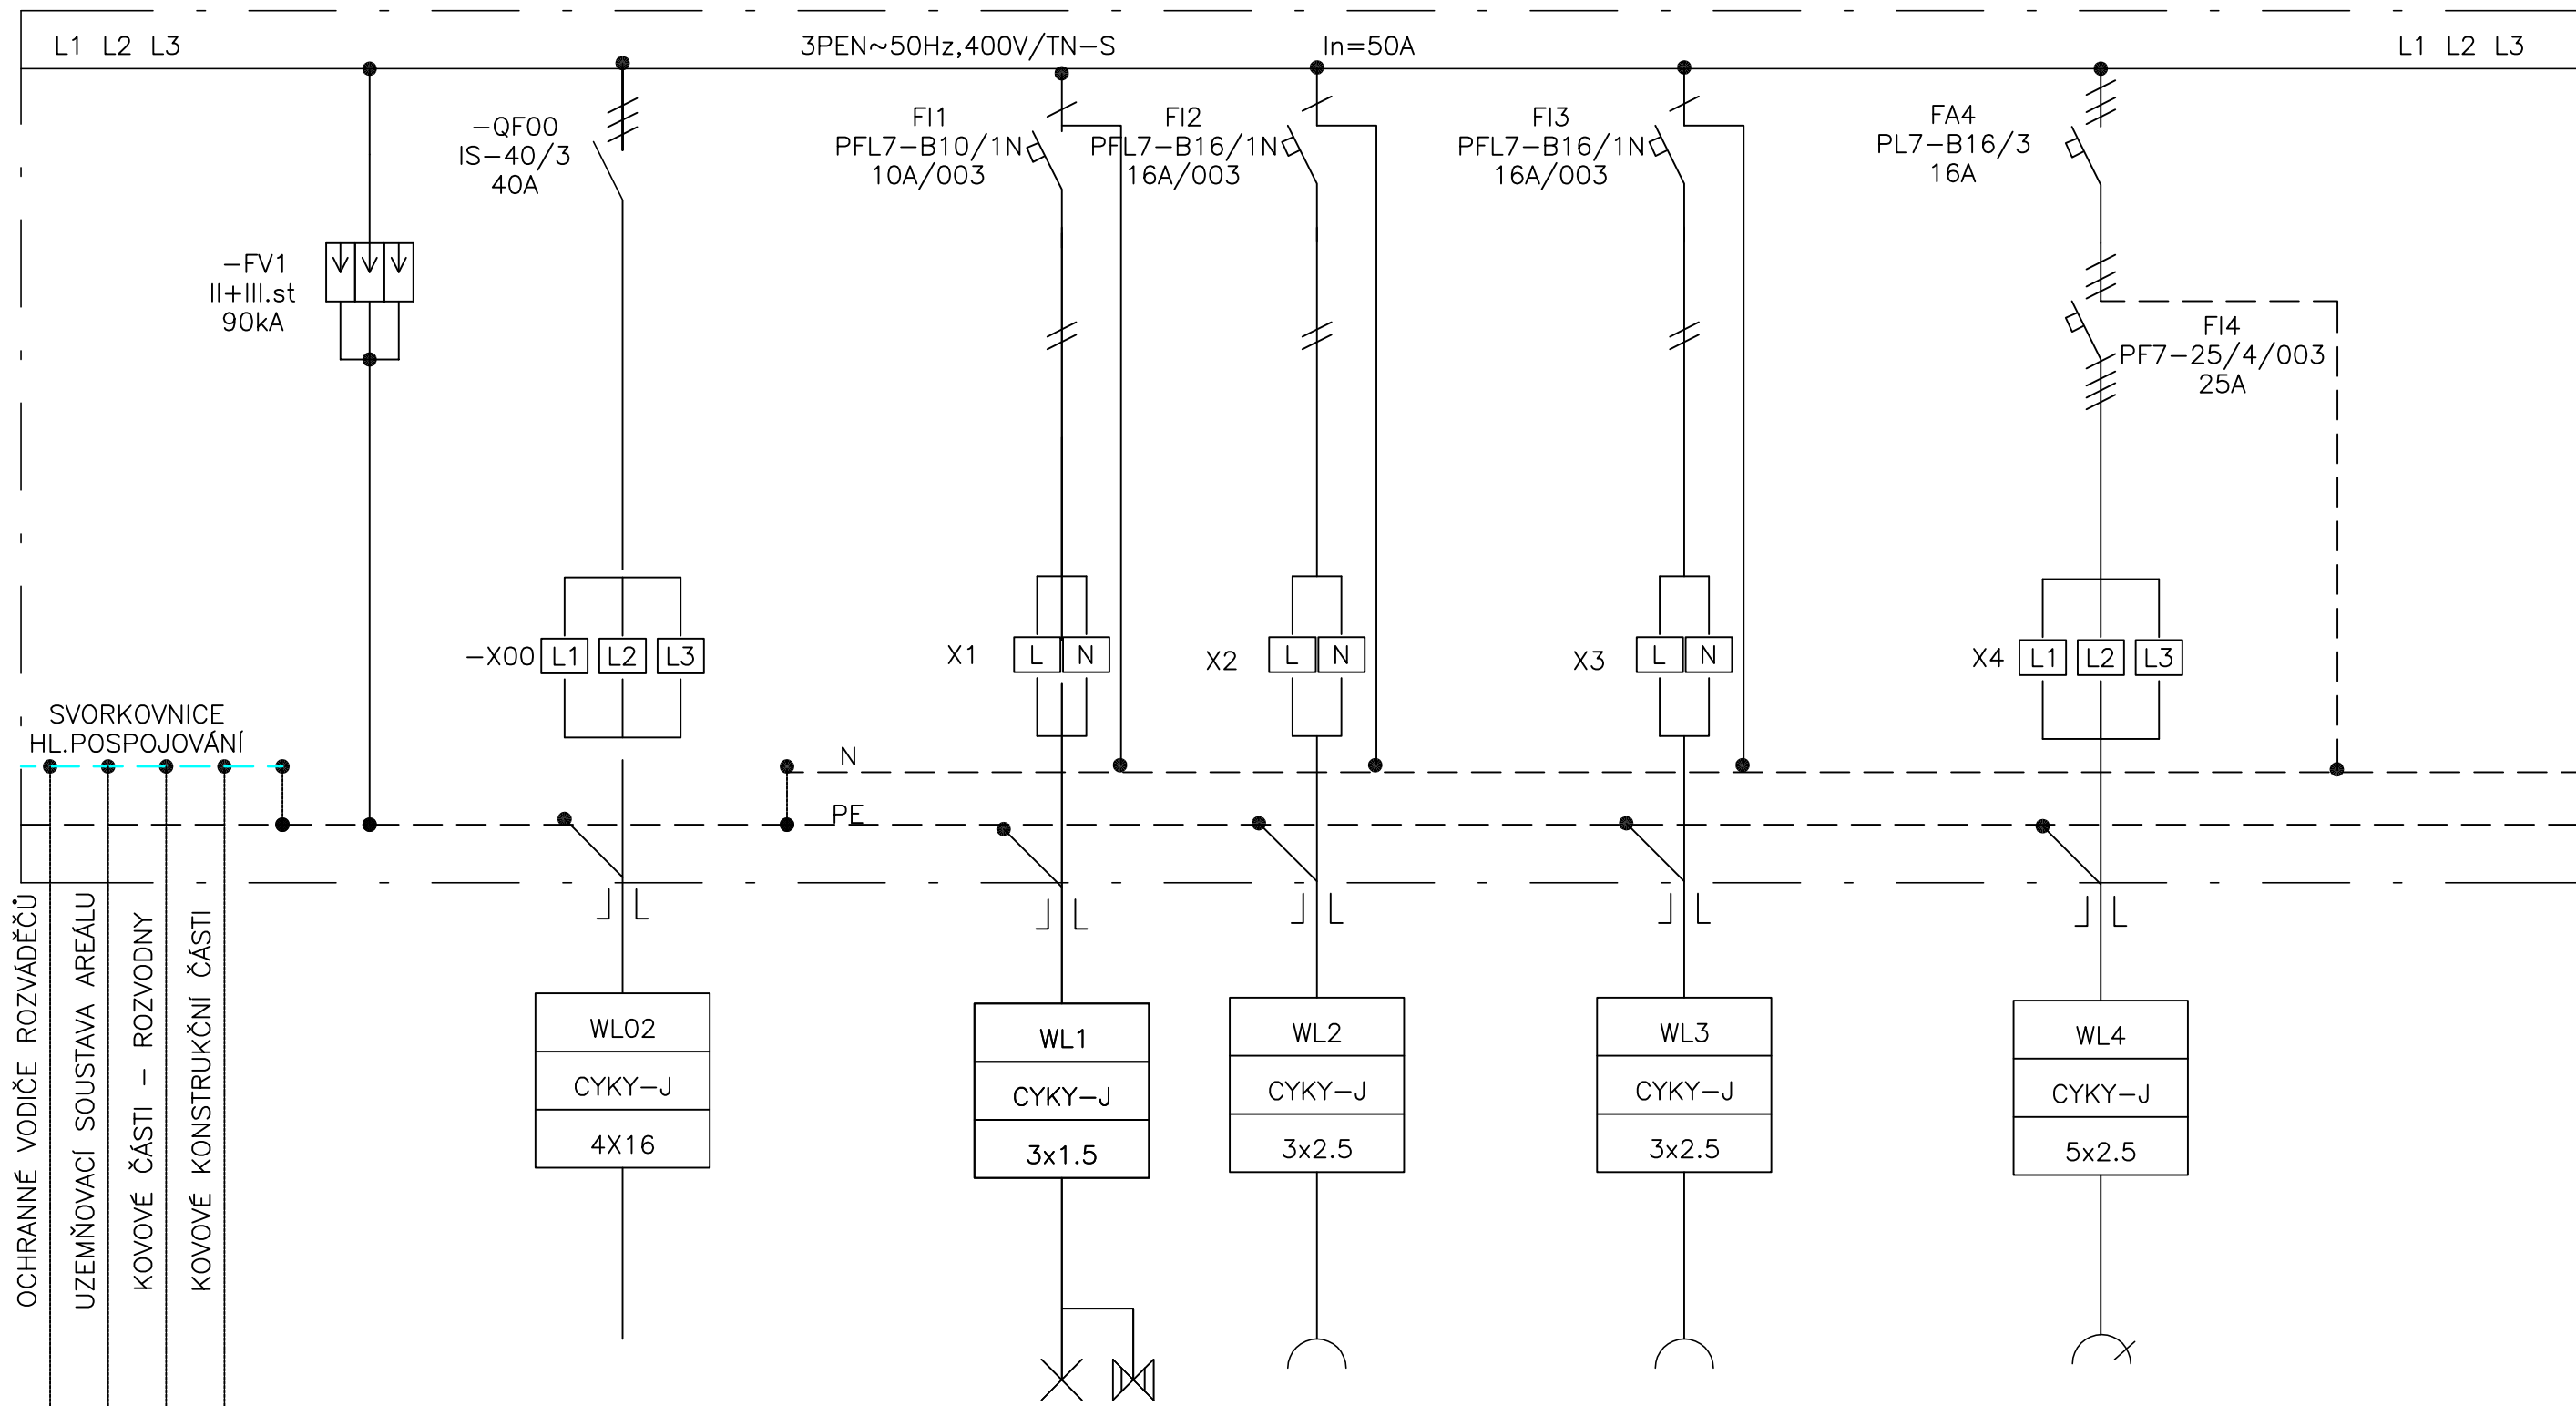 L1 L2 L3
3PEN~50Hz,400V/TN-S
In=50A
L1 L2 L3
-QF00
IS-40/3
40A
FI1
PFL7-B10/1N
10A/003
FI2
PFL7-B16/1N
16A/003
FI3
PFL7-B16/1N
16A/003
FA4
PL7-B16/3
16A
-FV1
II+III.st
90kA
FI4
PF7-25/4/003
25A
-X00 L1 L2 L3
X1 L N
X2 L N
X3 L N
X4 L1 L2 L3
SVORKOVNICE
HL.POSPOJOVÁNÍ
N
PE
OCHRANNÉ VODIČE ROZVÁDĚČŮ
UZEMŇOVACÍ SOUSTAVA AREÁLU
KOVOVÉ ČÁSTI - ROZVODNY
KOVOVÉ KONSTRUKČNÍ ČÁSTI
WL02
CYKY-J
4X16
WL1
CYKY-J
3x1.5
WL2
CYKY-J
3x2.5
WL3
CYKY-J
3x2.5
WL4
CYKY-J
5x2.5